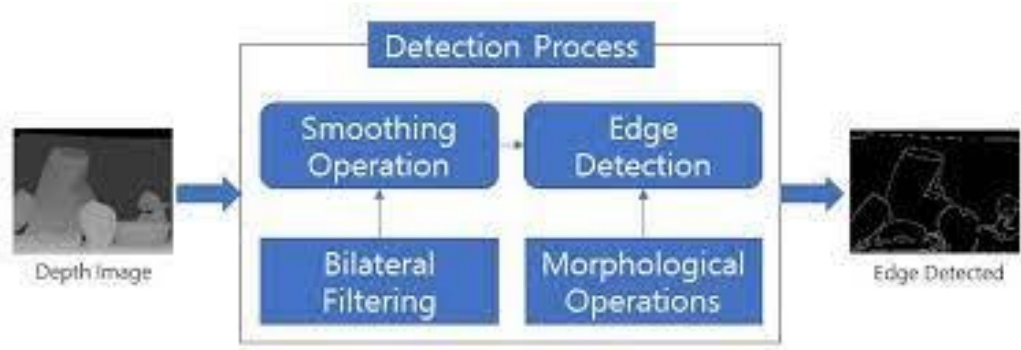 Detection Process
Smoothing
Operation
Edge
Detection
Bilateral
Filtering
Morphological
Operations
Depth Image
Edge Detected